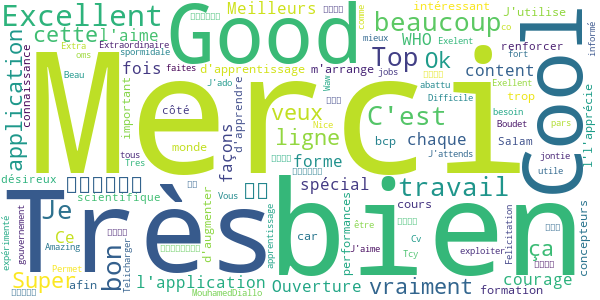 Excellent
cette
l'aime
Good
Meilleurs
beaucoup
intéressant
J'utilise
comme
mieux
informé
connaissance
Extra
oms
Extraordinaire
spormidale
faites
J'ado
application
fois
d'apprentissage
m'arrange
jobs
Top
WHO
Ok
Exelent
content
renforcer
fort
co
Exellent
Merci
Cool
important
tous
Tres
Beau
côté
monde
façons
d'apprendre
veux
ligne
Nice
Waw
C'est
abattu
Difficile
trop
besoin
Boudet
pars
bcp
chaque
Salam
J'attends
jontie
utile
l'apprécie
désireux
scientifique
forme
spécial
travail
Très
bien
Je
Ce
bon
Vous
d'augmenter
apprentissage
car
performances
cours
être
J'aime
Cv
Tcy
exploiter
Felicitation
ça
concepteurs
expérimenté
gouvernement
Amazing
Super
Permet
afin
Télécharger
l'application
MouhamedDiallo
Ouverture
vraiment
courage
formation